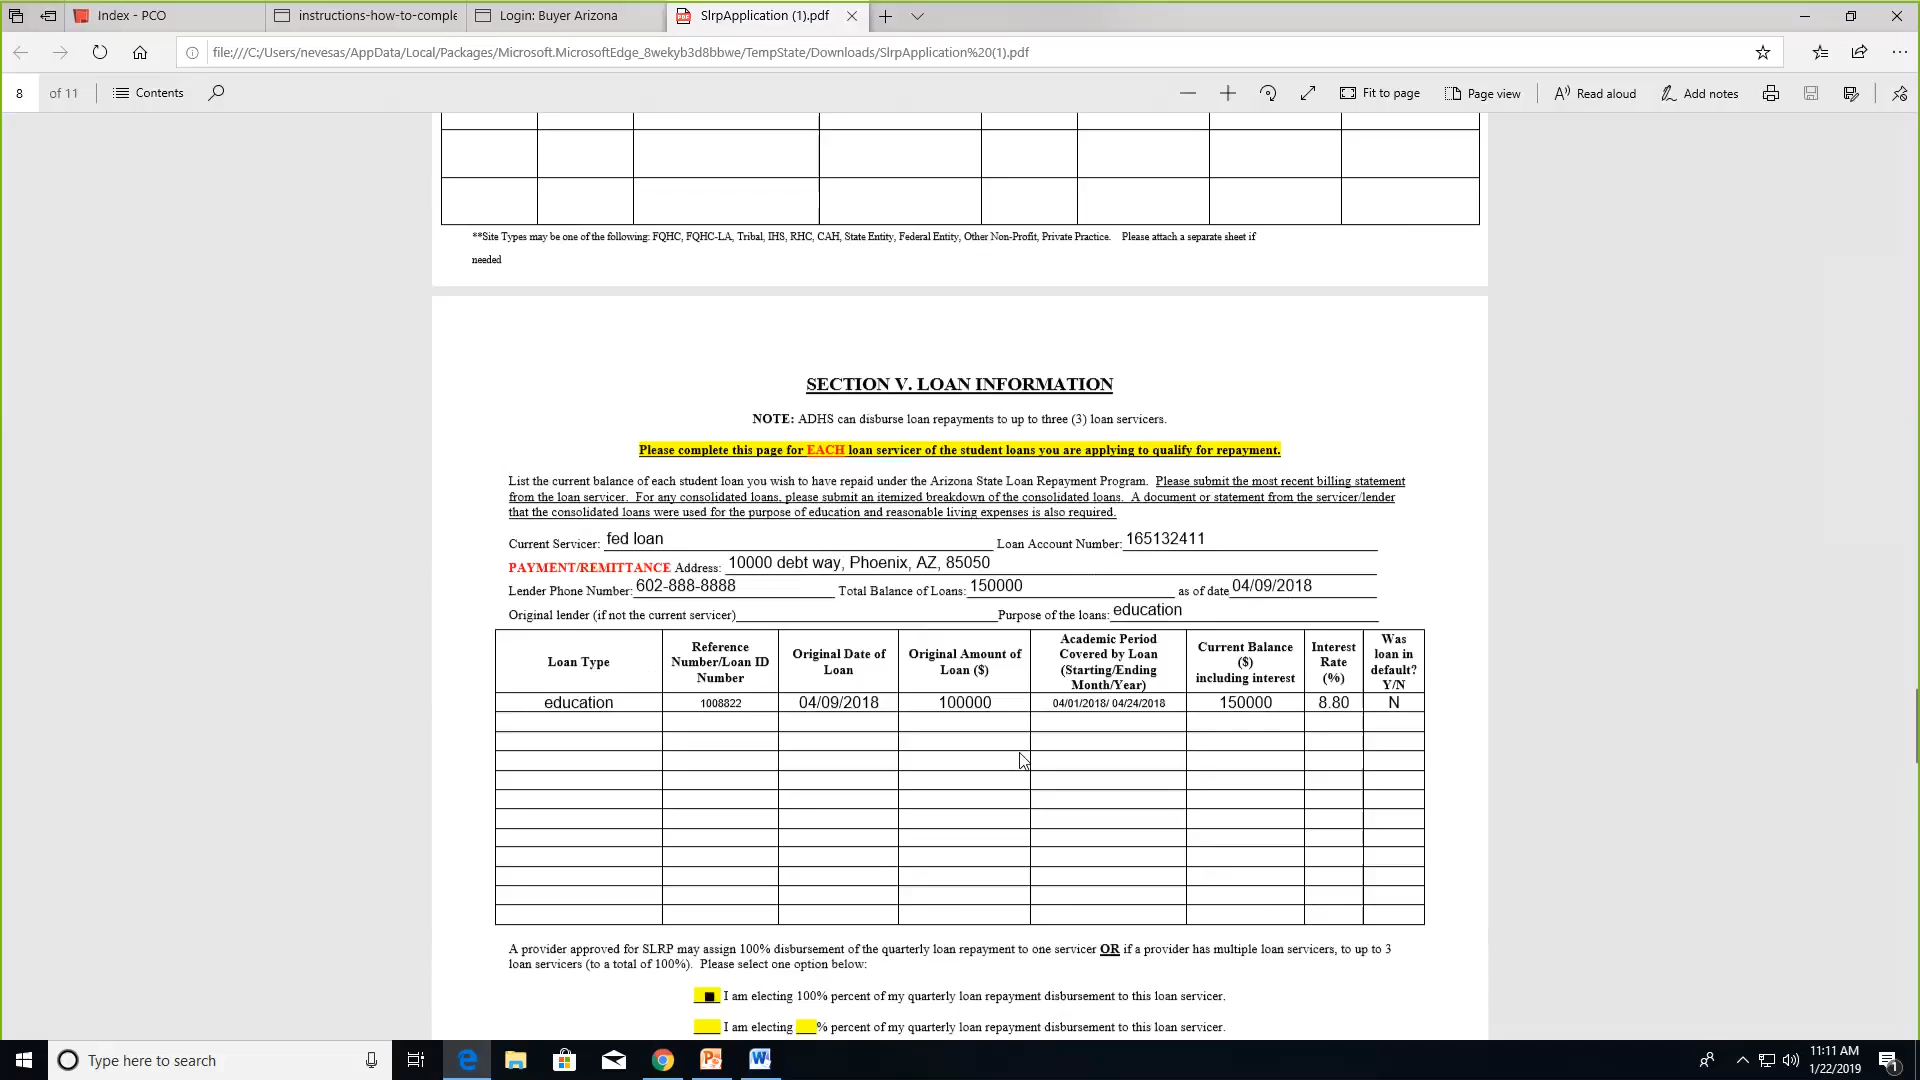 Index - PCO
instructions-how-to-comple
Login: Buyer Arizona
SlrpApplication (1).pdf
file:///C:/Users/nevesas/AppData/Local/Packages/Microsoft.MicrosoftEdge_8wekyb3d8bbwe/TempState/Downloads/SlrpApplication%20(1).pdf
8 of 11 Contents Fit to page Page view Read aloud Add notes
**Site Types may be one of the following: FQHC, FQHC-LA, Tribal, IHS, RHC, CAH, State Entity, Federal Entity, Other Non-Profit, Private Practice. Please attach a separate sheet if
needed
SECTION V. LOAN INFORMATION
NOTE: ADHS can disburse loan repayments to up to three (3) loan servicers.
Please complete this page for EACH loan servicer of the student loans you are applying to qualify for repayment.
List the current balance of each student loan you wish to have repaid under the Arizona State Loan Repayment Program. Please submit the most recent billing statement
from the loan servicer. For any consolidated loans, please submit an itemized breakdown of the consolidated loans. A document or statement from the servicer/lender
that the consolidated loans were used for the purpose of education and reasonable living expenses is also required.
Current Servicer: fed loan Loan Account Number: 165132411
PAYMENT/REMITTANCE Address: 10000 debt way, Phoenix, AZ, 85050
Lender Phone Number: 602-888-8888 Total Balance of Loans: 150000 as of date 04/09/2018
Original lender (if not the current servicer) Purpose of the loans: education
Loan Type
Reference
Number/Loan ID
Number
Original Date of
Loan
Original Amount of
Loan ($)
Academic Period
Covered by Loan
(Starting/Ending
Month/Year)
Current Balance
($)
including interest
Interest
Rate
(%)
Was
loan in
default?
Y/N
education 1008822 04/09/2018 100000 04/01/2018/ 04/24/2018 150000 8.80 N
A provider approved for SLRP may assign 100% disbursement of the quarterly loan repayment to one servicer OR if a provider has multiple loan servicers, to up to 3
loan servicers (to a total of 100%). Please select one option below:
I am electing 100% percent of my quarterly loan repayment disbursement to this loan servicer.
I am electing % percent of my quarterly loan repayment disbursement to this loan servicer.
Type here to search
11:11 AM
1/22/2019
1